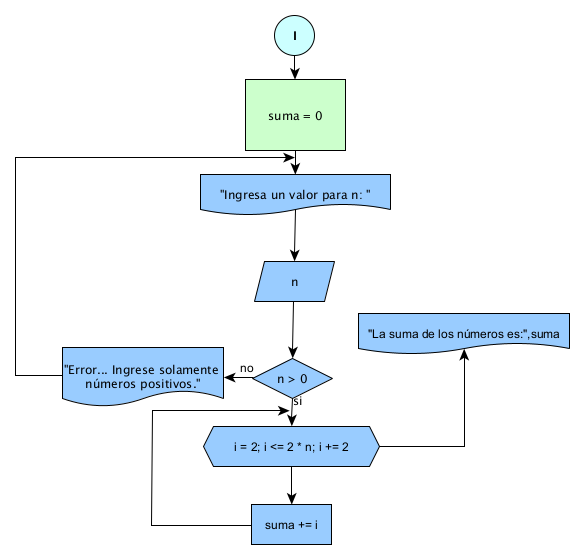 I
suma = 0
"Ingresa un valor para n: "
n
"La suma de los números es:",suma
"Error... Ingrese solamente
números positivos."
no
n > 0
si
i = 2; i <= 2 * n; i += 2
suma += i